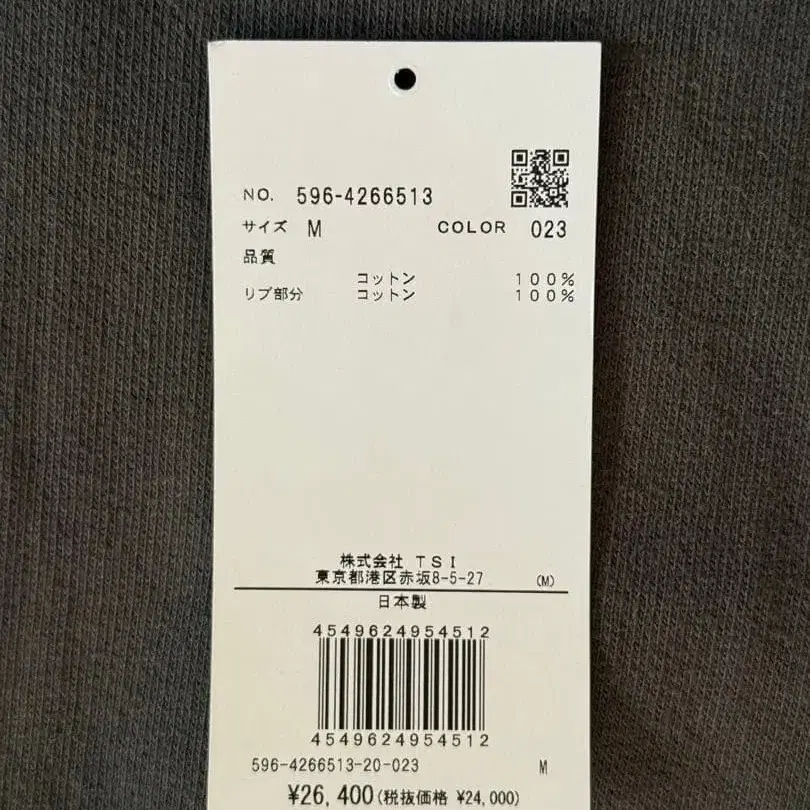 NO. 596-4266513
サイズ M COLOR 023
品質
コットン 100%
リブ部分 コットン 100%
株式会社 TSI
東京都港区赤坂8-5-27 (M)
日本製
4549624954512
4549624954512
596-4266513-20-023 M
¥26,400(税抜価格 ¥24,000)